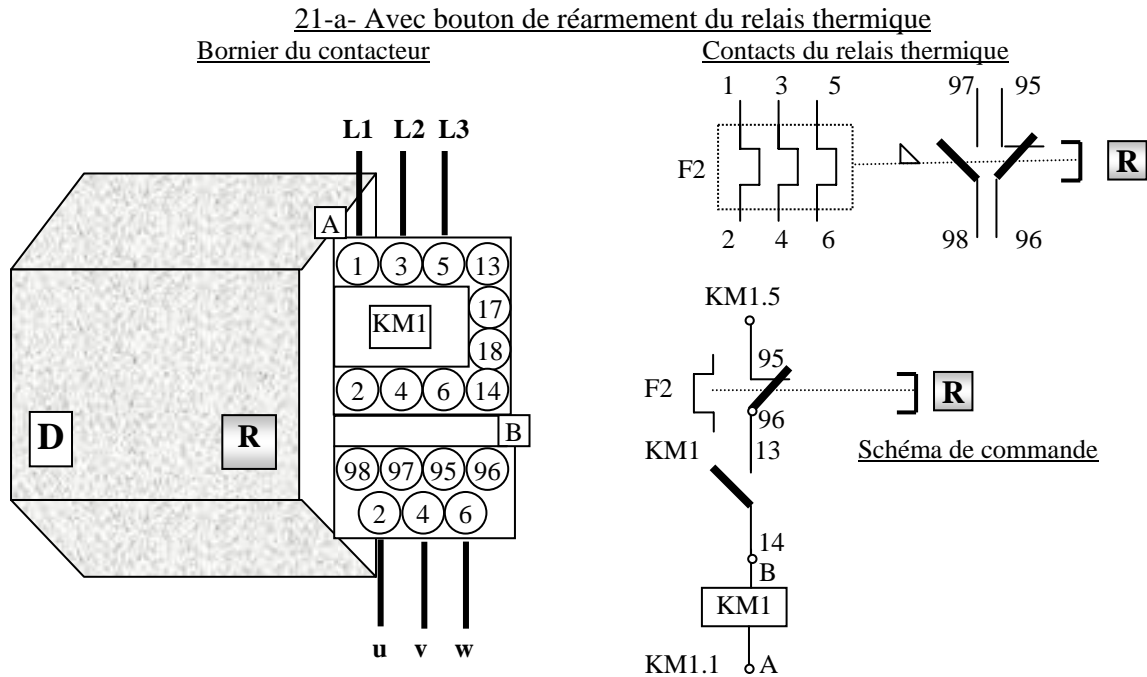 21-a- Avec bouton de réarmement du relais thermique
Bornier du contacteur
L1 L2 L3
A
1 3 5 13
17
KM1
18
2 4 6 14
B
98 97 95 96
2 4 6
D R
u v w
Contacts du relais thermique
1 3 5 97 95
F2 R
2 4 6 98 96
KM1.5
95
F2 R
96
KM1 13
Schéma de commande
14
B
KM1
KM1.1 A